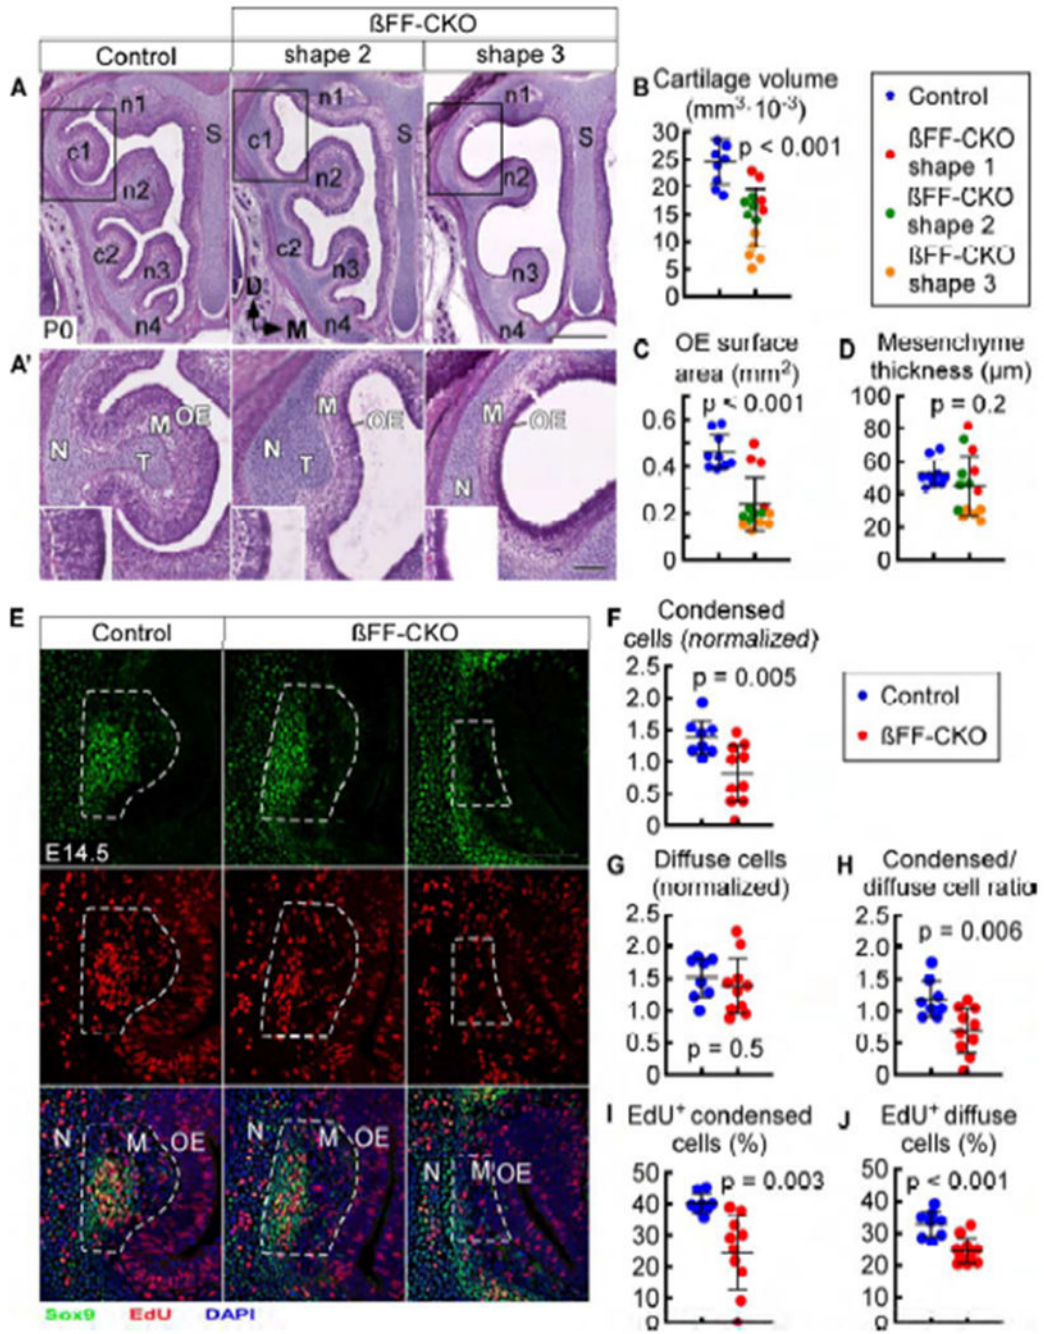 ßFF-CKO
Control
shape 2
shape 3
A
n1
c1
n2
S
c2
n3
n4
P0
n1
c1
n2
S
c2
n3
D
M
n4
n1
S
n2
n3
n4
A'
N
M
OE
T
N
M
OE
T
M
OE
N
B
Cartilage volume
(mm³·10⁻³)
30
25
20
15
10
5
0
p < 0.001
Control
ßFF-CKO
shape 1
ßFF-CKO
shape 2
ßFF-CKO
shape 3
C
OE surface
area (mm²)
0.6
0.4
0.2
0
p < 0.001
D
Mesenchyme
thickness (µm)
100
80
60
40
20
0
p = 0.2
E
Control
ßFF-CKO
E14.5
N
M
OE
N
M
OE
N
M
OE
Sox9
EdU
DAPI
F
Condensed
cells (normalized)
2.5
2.0
1.5
1.0
0.5
0
p = 0.005
Control
ßFF-CKO
G
Diffuse cells
(normalized)
2.5
2.0
1.5
1.0
0.5
0
p = 0.5
H
Condensed/
diffuse cell ratio
2.5
2.0
1.5
1.0
0.5
0
p = 0.006
I
EdU⁺ condensed
cells (%)
50
40
30
20
10
0
p = 0.003
J
EdU⁺ diffuse
cells (%)
50
40
30
20
10
0
p < 0.001